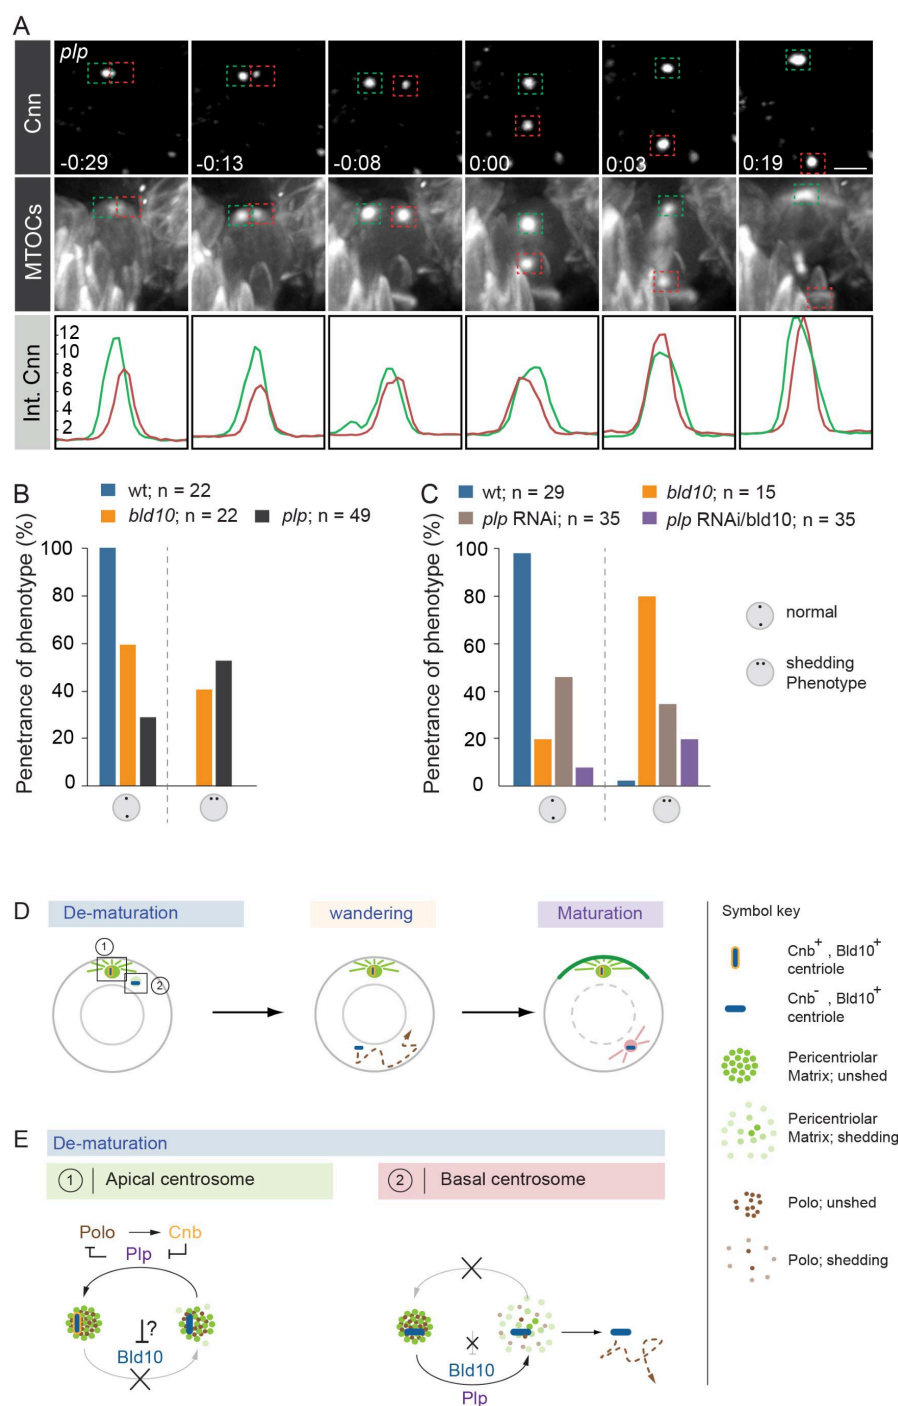 A
Cnn
plp
-0:29
-0:13
-0:08
0:00
0:03
0:19
MTOCs
Int. Cnn
12
10
8
6
4
2
B
wt; n = 22
bld10; n = 22
plp; n = 49
Penetrance of phenotype (%)
100
80
60
40
20
0
C
wt; n = 29
bld10; n = 15
plp RNAi; n = 35
plp RNAi/bld10; n = 35
Penetrance of phenotype (%)
100
80
60
40
20
0
normal
shedding
Phenotype
D
De-maturation
wandering
Maturation
1
2
Symbol key
Cnb+ , Bld10+
centriole
Cnb- , Bld10+
centriole
Pericentriolar
Matrix; unshed
Pericentriolar
Matrix; shedding
Polo; unshed
Polo; shedding
E
De-maturation
1 Apical centrosome
2 Basal centrosome
Polo
Cnb
Plp
?
Bld10
Bld10
Plp